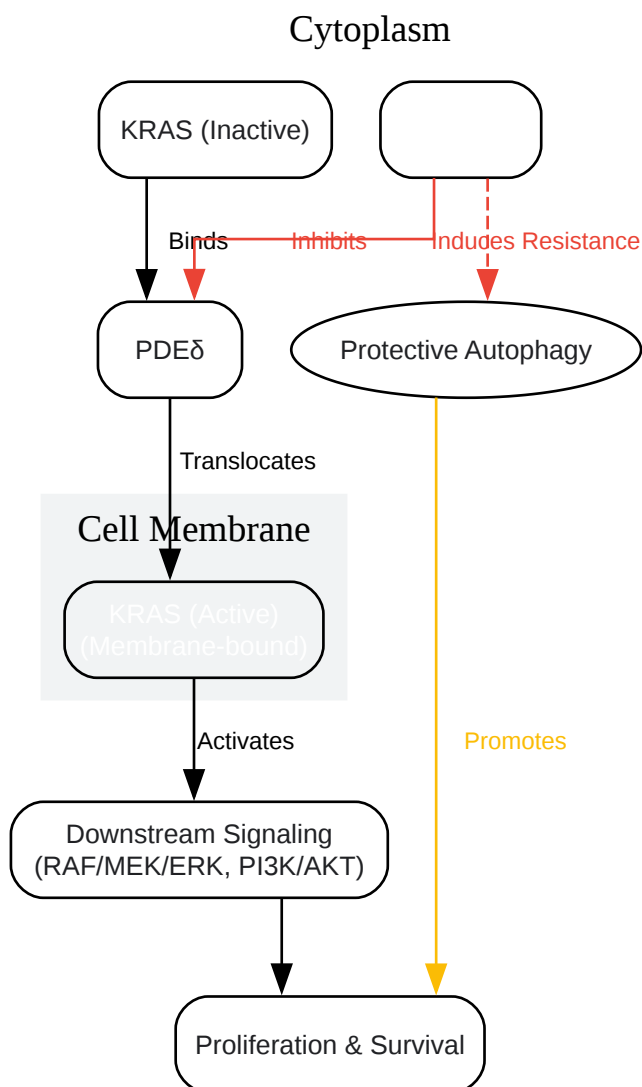 Cytoplasm
KRAS (Inactive)
Binds
Inhibits
Induces Resistance
PDEδ
Protective Autophagy
Translocates
Cell Membrane
KRAS (Active)
(Membrane-bound)
Activates
Promotes
Downstream Signaling
(RAF/MEK/ERK, PI3K/AKT)
Proliferation & Survival